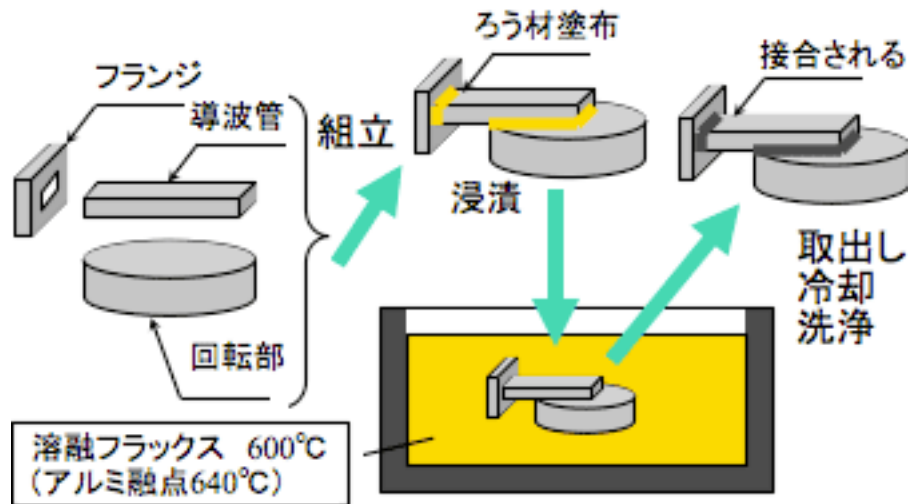 フランジ
導波管
回転部
組立
ろう材塗布
浸漬
接合される
取出し
冷却
洗浄
溶融フラックス 600℃
（アルミ融点640℃）